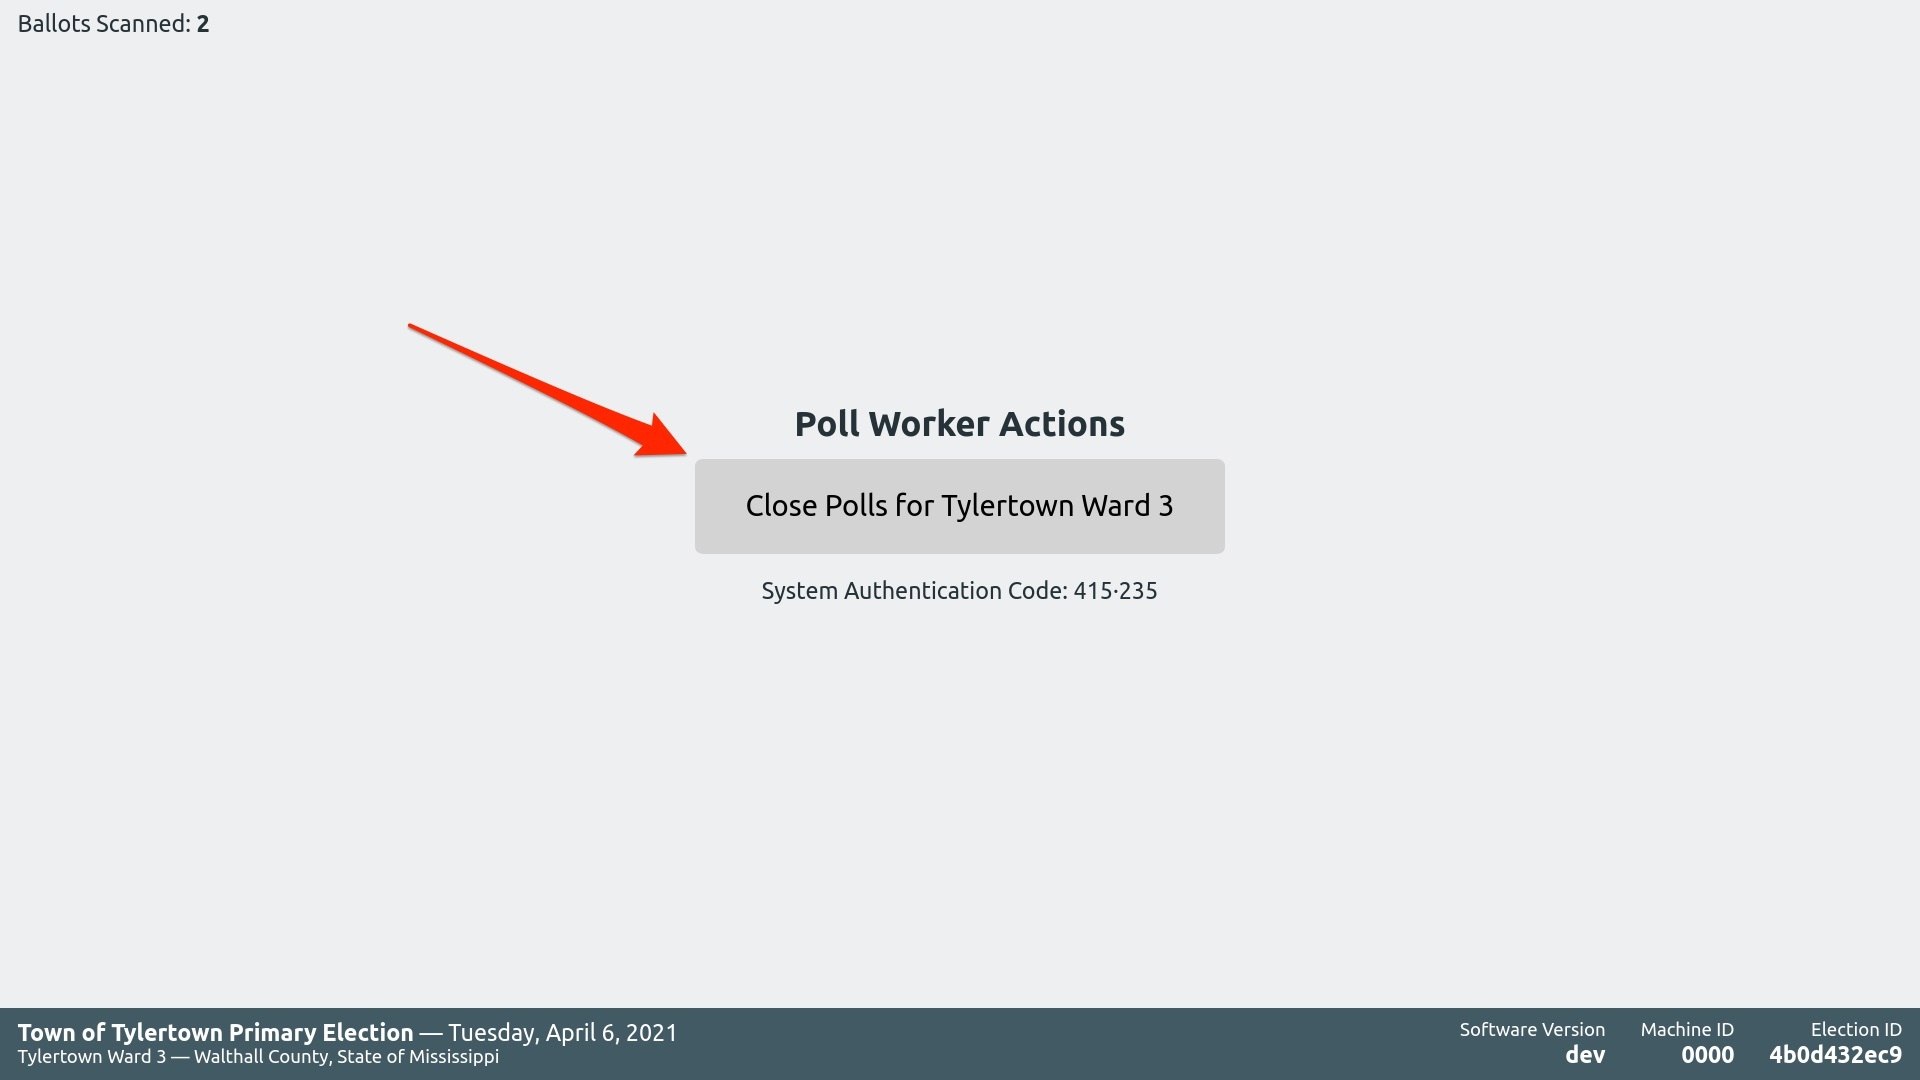 Ballots Scanned: 2
Poll Worker Actions
Close Polls for Tylertown Ward 3
System Authentication Code: 415·235
Town of Tylertown Primary Election — Tuesday, April 6, 2021
Tylertown Ward 3 — Walthall County, State of Mississippi
Software Version
dev
Machine ID
0000
Election ID
4b0d432ec9